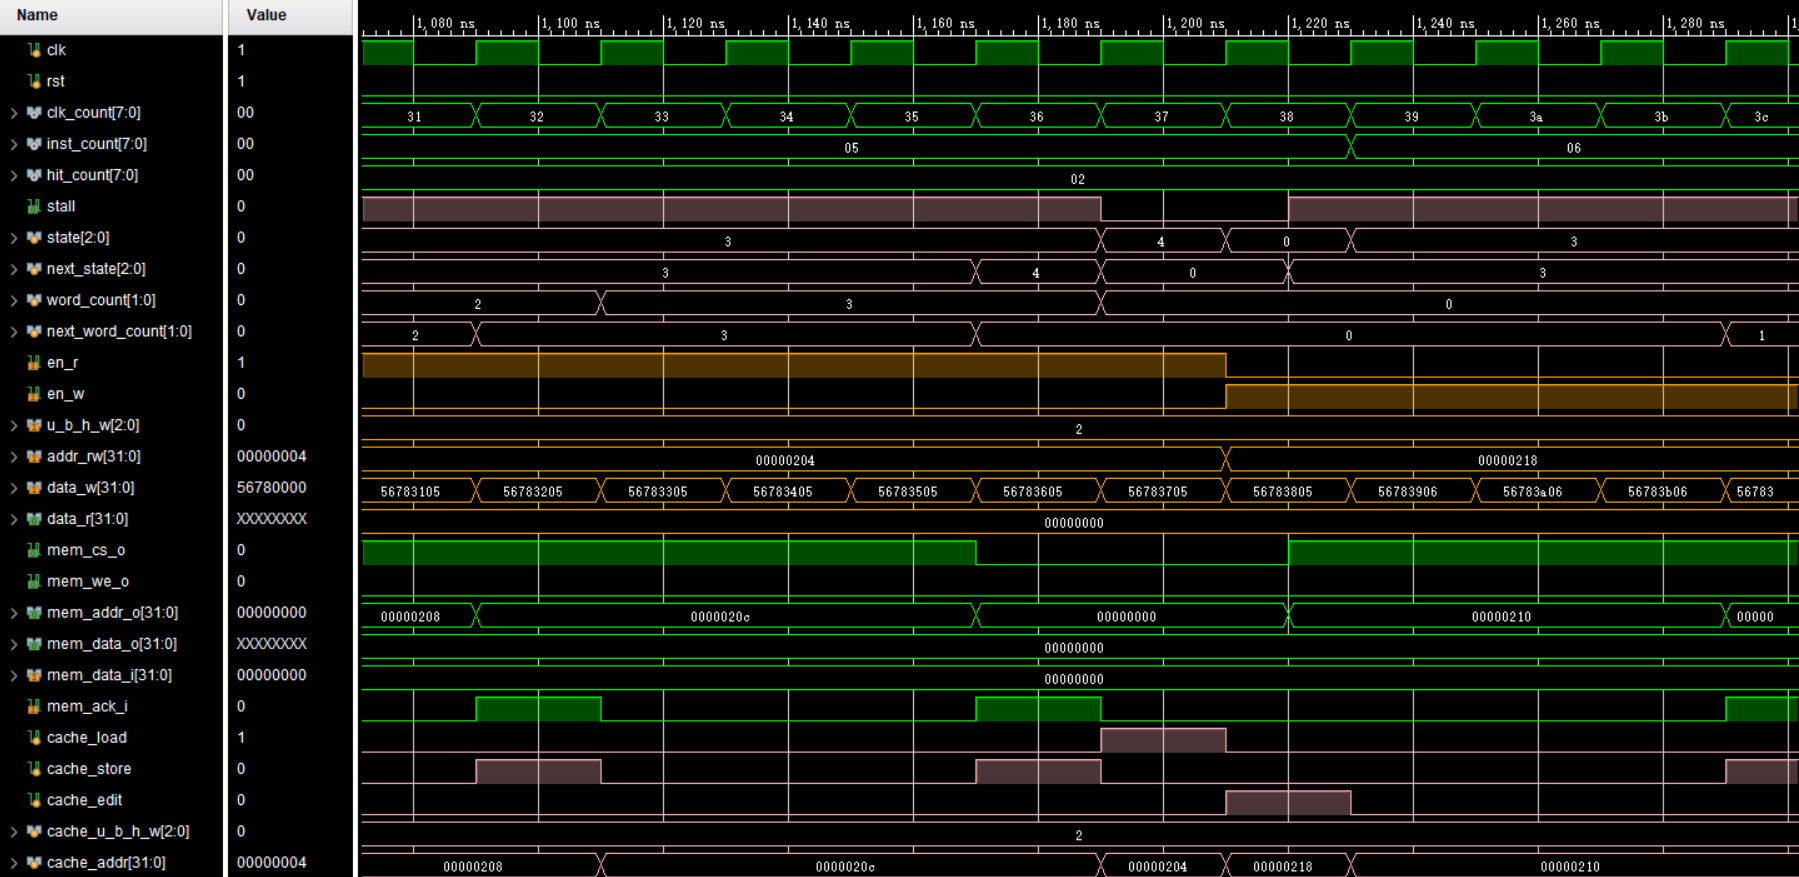 Name Value 1,080 ns 1,100 ns 1,120 ns 1,140 ns 1,160 ns 1,180 ns 1,200 ns 1,220 ns 1,240 ns 1,260 ns 1,280 ns 1,
clk 1
rst 1
clk_count[7:0] 00 31 32 33 34 35 36 37 38 39 3a 3b 3c
inst_count[7:0] 00 05 06
hit_count[7:0] 00 02
stall 0
state[2:0] 0 3 4 0 3
next_state[2:0] 0 3 4 0 3
word_count[1:0] 0 2 3 0
next_word_count[1:0] 0 2 3 0 1
en_r 1
en_w 0
u_b_h_w[2:0] 0 2
addr_rw[31:0] 00000004 00000204 00000218
data_w[31:0] 56780000 56783105 56783205 56783305 56783405 56783505 56783605 56783705 56783805 56783906 56783a06 56783b06 56783
data_r[31:0] XXXXXXXX 00000000
mem_cs_o 0
mem_we_o 0
mem_addr_o[31:0] 00000000 00000208 0000020c 00000000 00000210 00000
mem_data_o[31:0] XXXXXXXX 00000000
mem_data_i[31:0] 00000000 00000000
mem_ack_i 0
cache_load 1
cache_store 0
cache_edit 0
cache_u_b_h_w[2:0] 0 2
cache_addr[31:0] 00000004 00000208 0000020c 00000204 00000218 00000210